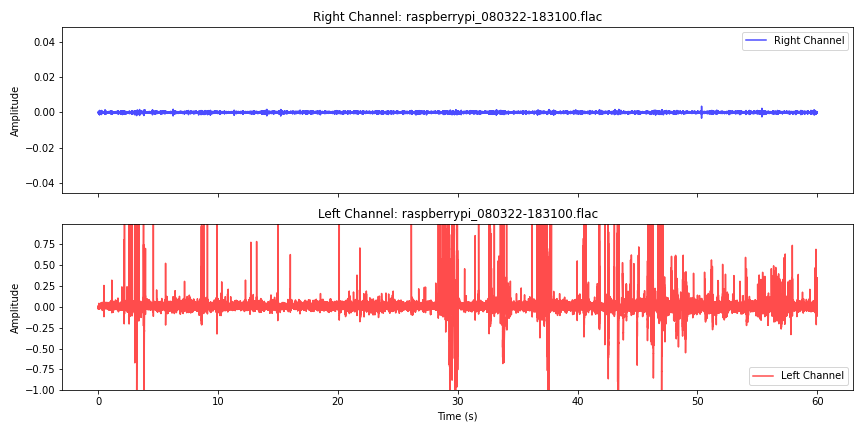 Right Channel: raspberrypi_080322-183100.flac
Right Channel
0.04
0.02
0.00
−0.02
−0.04
Amplitude
Left Channel: raspberrypi_080322-183100.flac
0.75
0.50
0.25
0.00
−0.25
−0.50
−0.75
−1.00
Amplitude
Left Channel
0 10 20 30 40 50 60
Time (s)